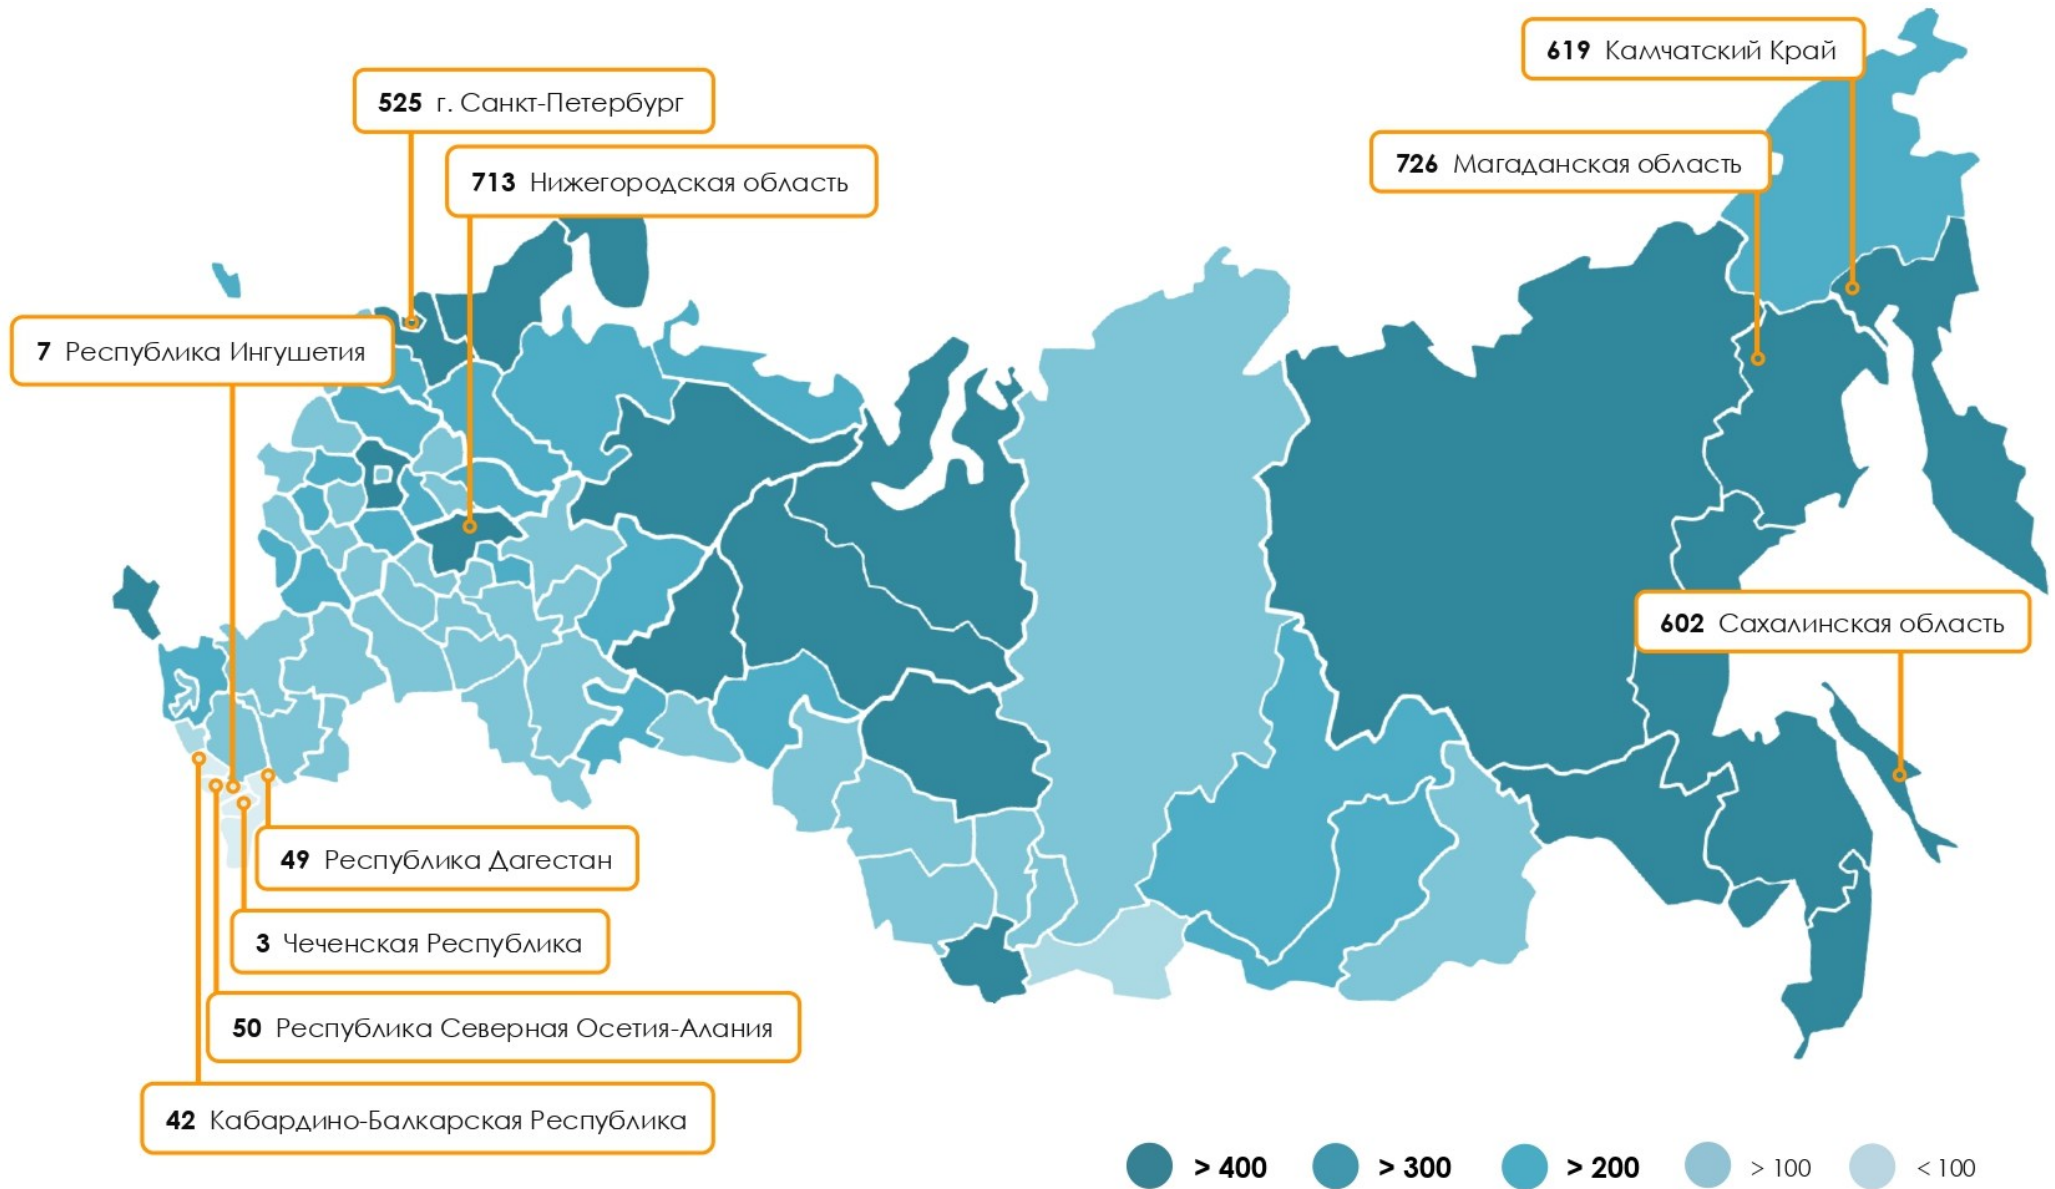 619 Камчатский Край
525 г. Санкт-Петербург
726 Магаданская область
713 Нижегородская область
7 Республика Ингушетия
602 Сахалинская область
49 Республика Дагестан
3 Чеченская Республика
50 Республика Северная Осетия-Алания
42 Кабардино-Балкарская Республика
> 400 > 300 > 200 > 100 < 100